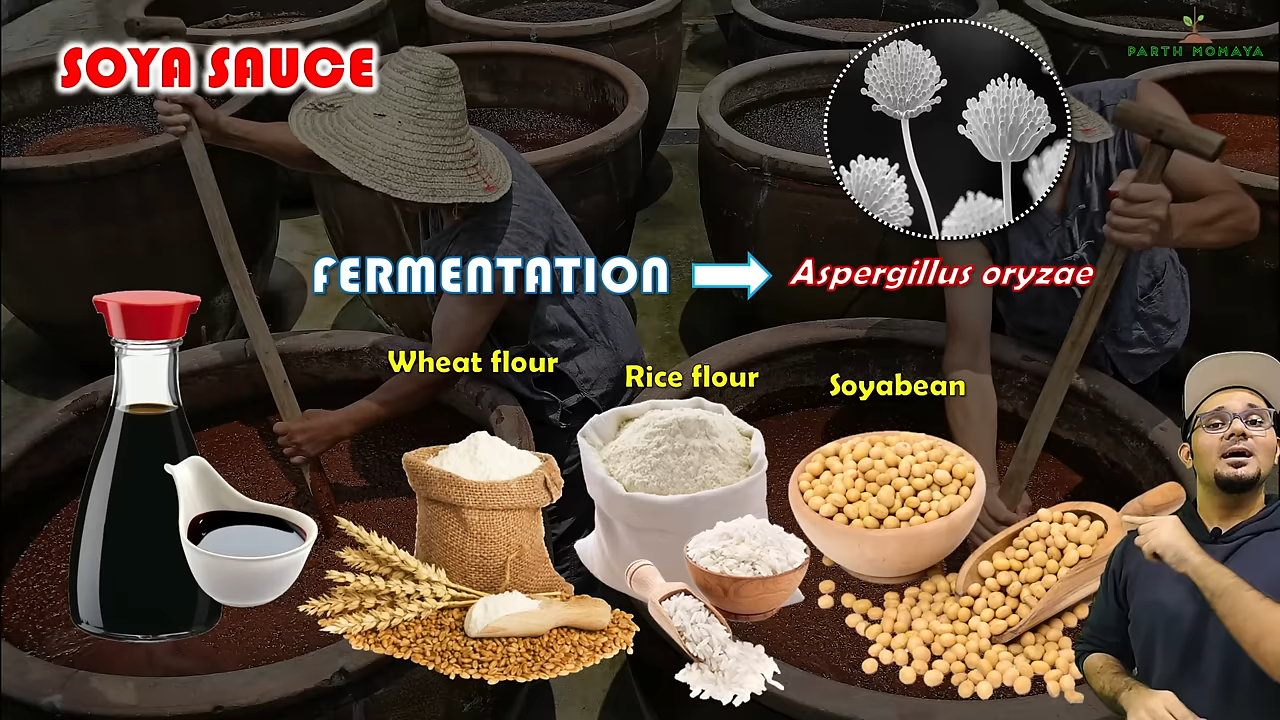 SOYA SAUCE
PARTH MOMAYA
FERMENTATION
Aspergillus oryzae
Wheat flour
Rice flour
Soyabean